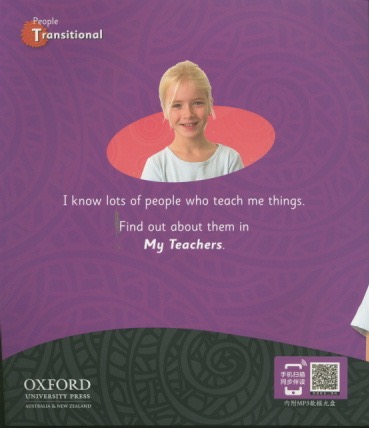 People
Transitional
I know lots of people who teach me things.
Find out about them in
My Teachers.
手机扫描
同步伴读
OXFORD
UNIVERSITY PRESS
AUSTRALIA & NEW ZEALAND
内附MP3数核光盘